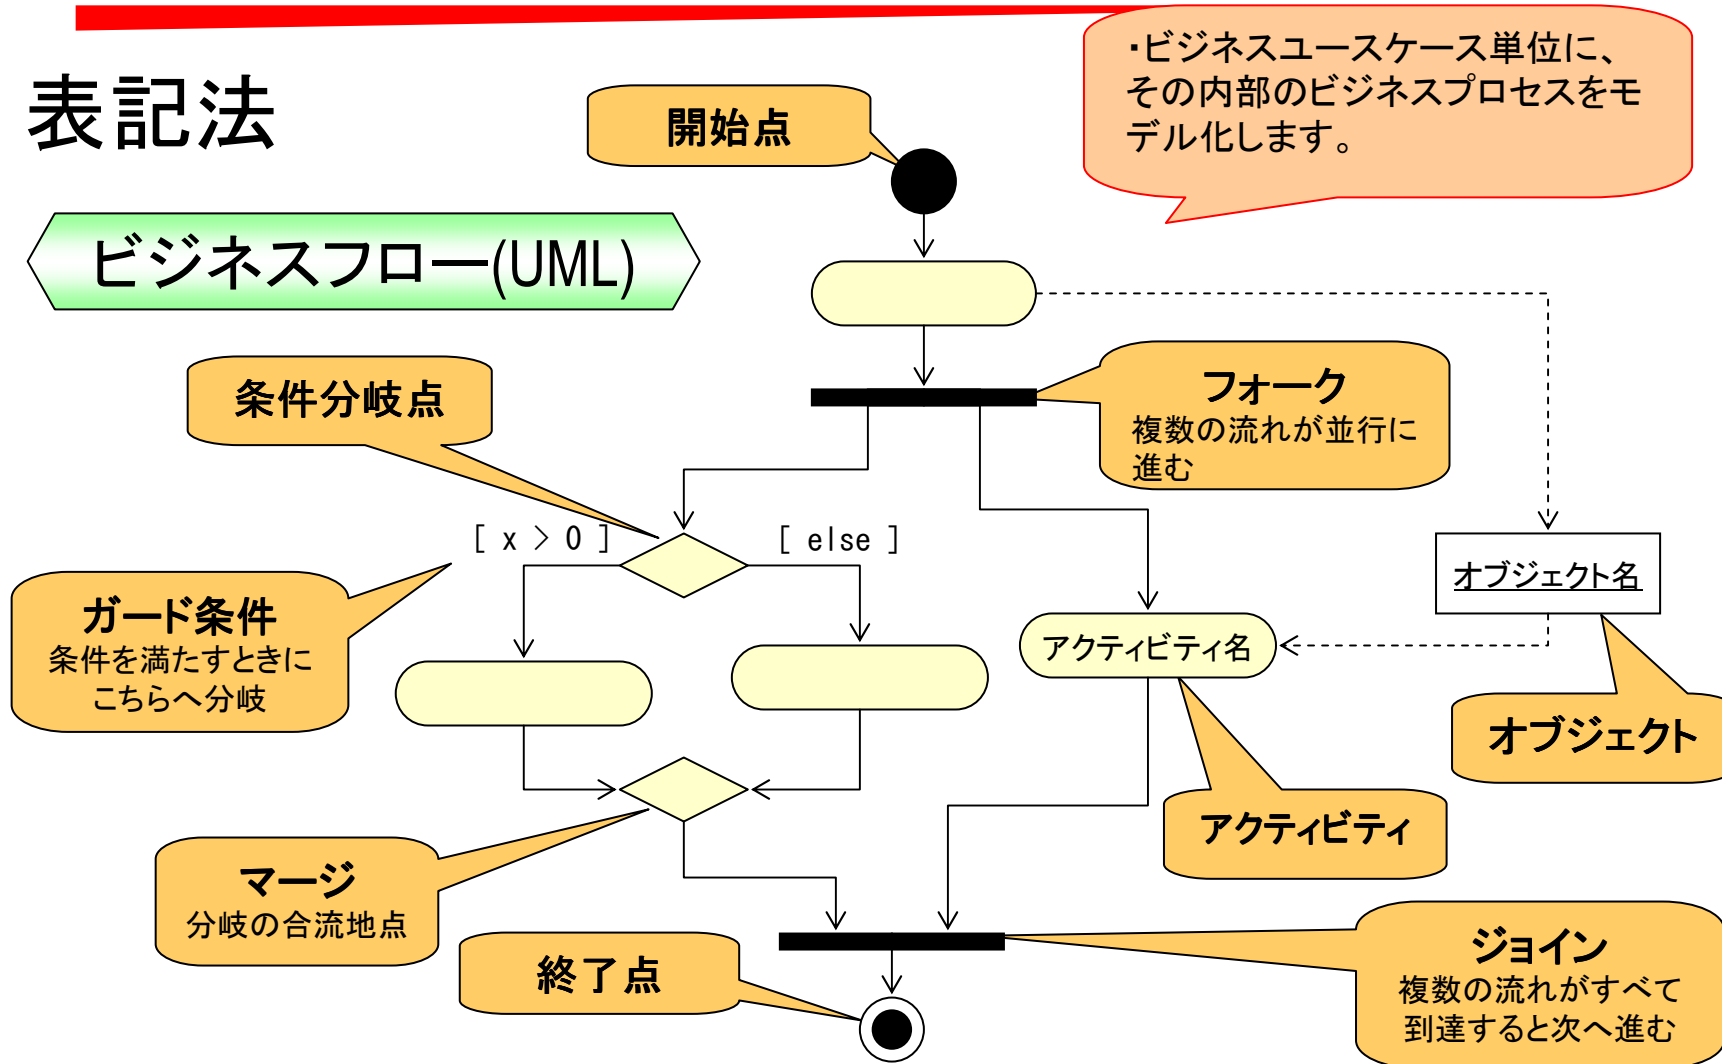 ・ビジネスユースケース単位に、
その内部のビジネスプロセスをモ
デル化します。
表記法
開始点
ビジネスフロー(UML)
条件分岐点
フォーク
複数の流れが並行に
進む
[ x > 0 ]
[ else ]
オブジェクト名
ガード条件
条件を満たすときに
こちらへ分岐
アクティビティ名
オブジェクト
アクティビティ
マージ
分岐の合流地点
終了点
ジョイン
複数の流れがすべて
到達すると次へ進む